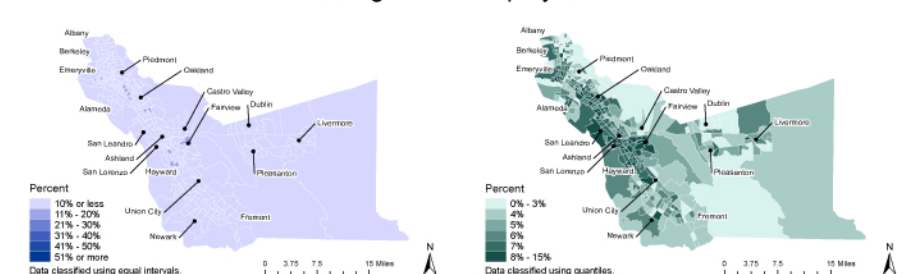 Albany
Berkeley
Emeryville
Piedmont
Oakland
Alameda
Castro Valley
Fairview
Dublin
Livermore
San Leandro
Ashland
San Lorenzo
Hayward
Pleasanton
Union City
Fremont
Newark
Percent
10% or less
11% - 20%
21% - 30%
31% - 40%
41% - 50%
51% or more
Data classified using equal intervals.
0 3.75 7.5 15 Miles
N
Albany
Berkeley
Emeryville
Piedmont
Oakland
Alameda
Castro Valley
Fairview
Dublin
Livermore
San Leandro
Ashland
San Lorenzo
Hayward
Pleasanton
Union City
Fremont
Newark
Percent
0% - 3%
4%
5%
6%
7%
8% - 15%
Data classified using quantiles.
0 3.75 7.5 15 Miles
N